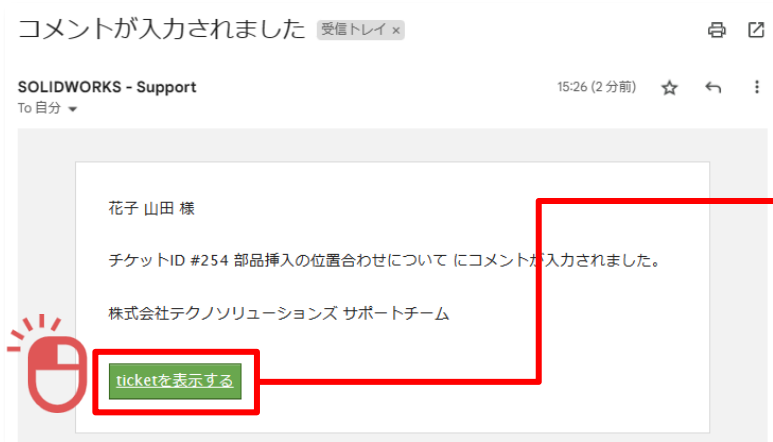 コメントが入力されました 受信トレイ ×
SOLIDWORKS - Support 15:26 (2 分前)
To 自分
花子 山田 様
チケットID #254 部品挿入の位置合わせについて にコメントが入力されました。
株式会社テクノソリューションズ サポートチーム
ticketを表示する